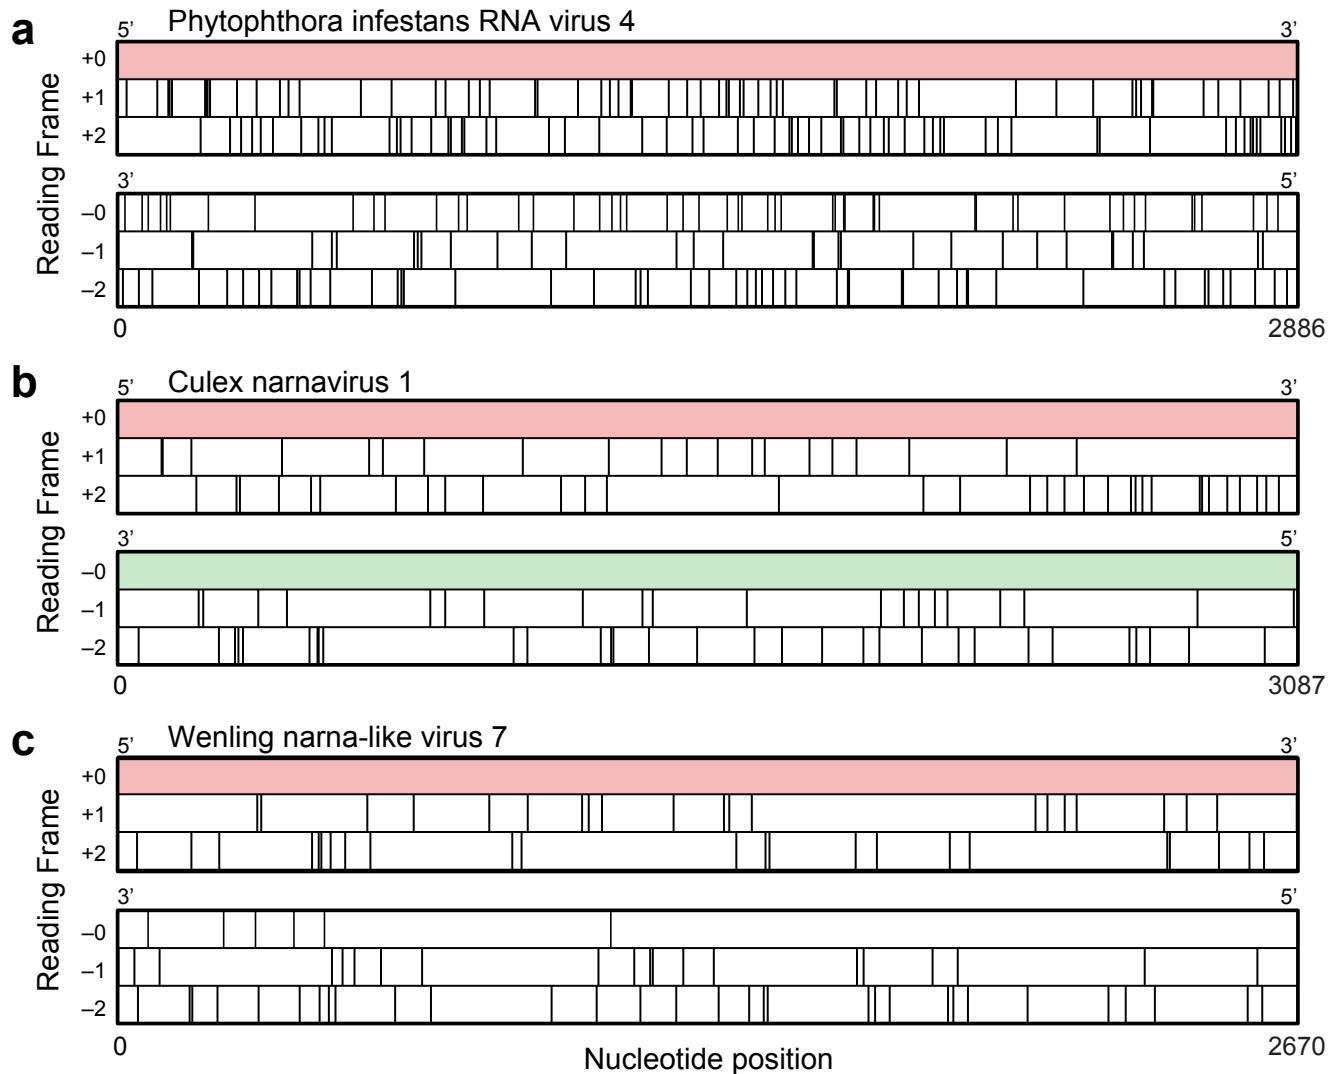 a
Phytophthora infestans RNA virus 4
5’ 3’
Reading Frame
+0
+1
+2
3’ 5’
–0
–1
–2
0 2886
b
Culex narnavirus 1
5’ 3’
Reading Frame
+0
+1
+2
3’ 5’
Reading Frame
–0
–1
–2
0 3087
c
Wenling narna-like virus 7
5’ 3’
Reading Frame
+0
+1
+2
3’ 5’
–0
–1
–2
0 2670
Nucleotide position